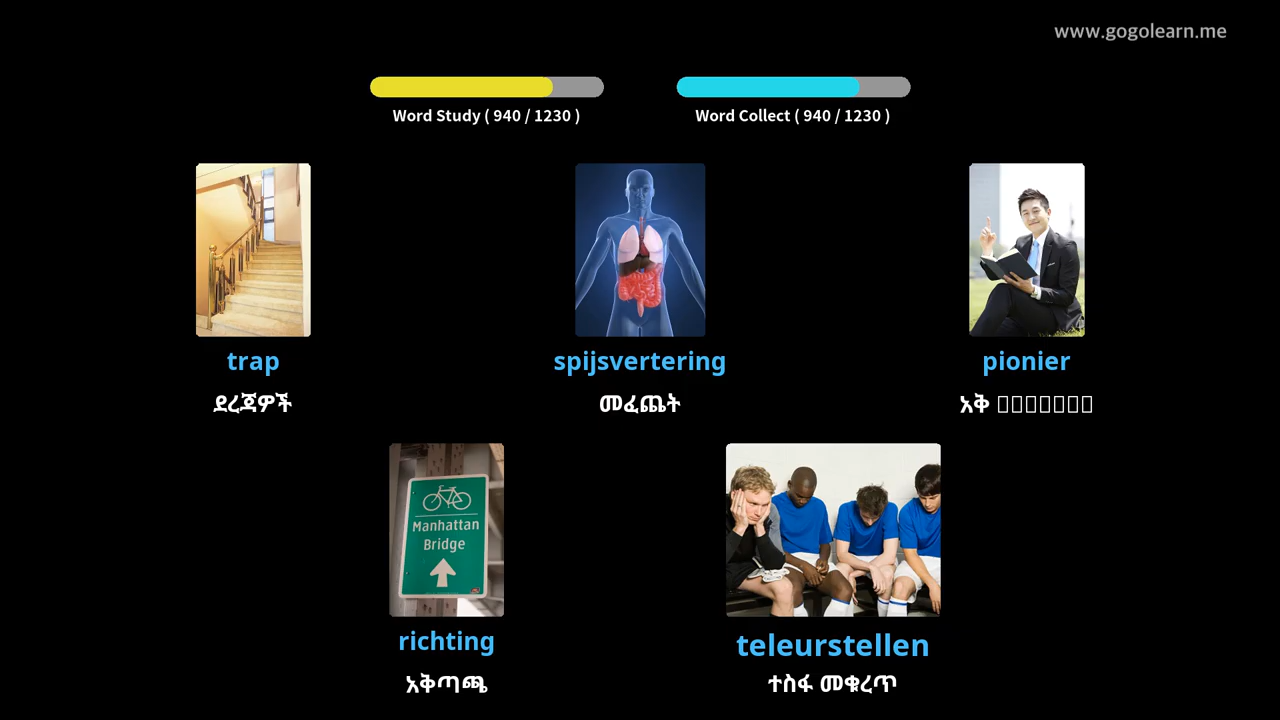 www.gogolearn.me
Word Study ( 940 / 1230 )
Word Collect ( 940 / 1230 )
trap
spijsvertering
pionier
ደረጃዎች
መፈጨት
አቅ
Manhattan
Bridge
richting
teleurstellen
አቅጣጫ
ተስፋ መቁረጥ